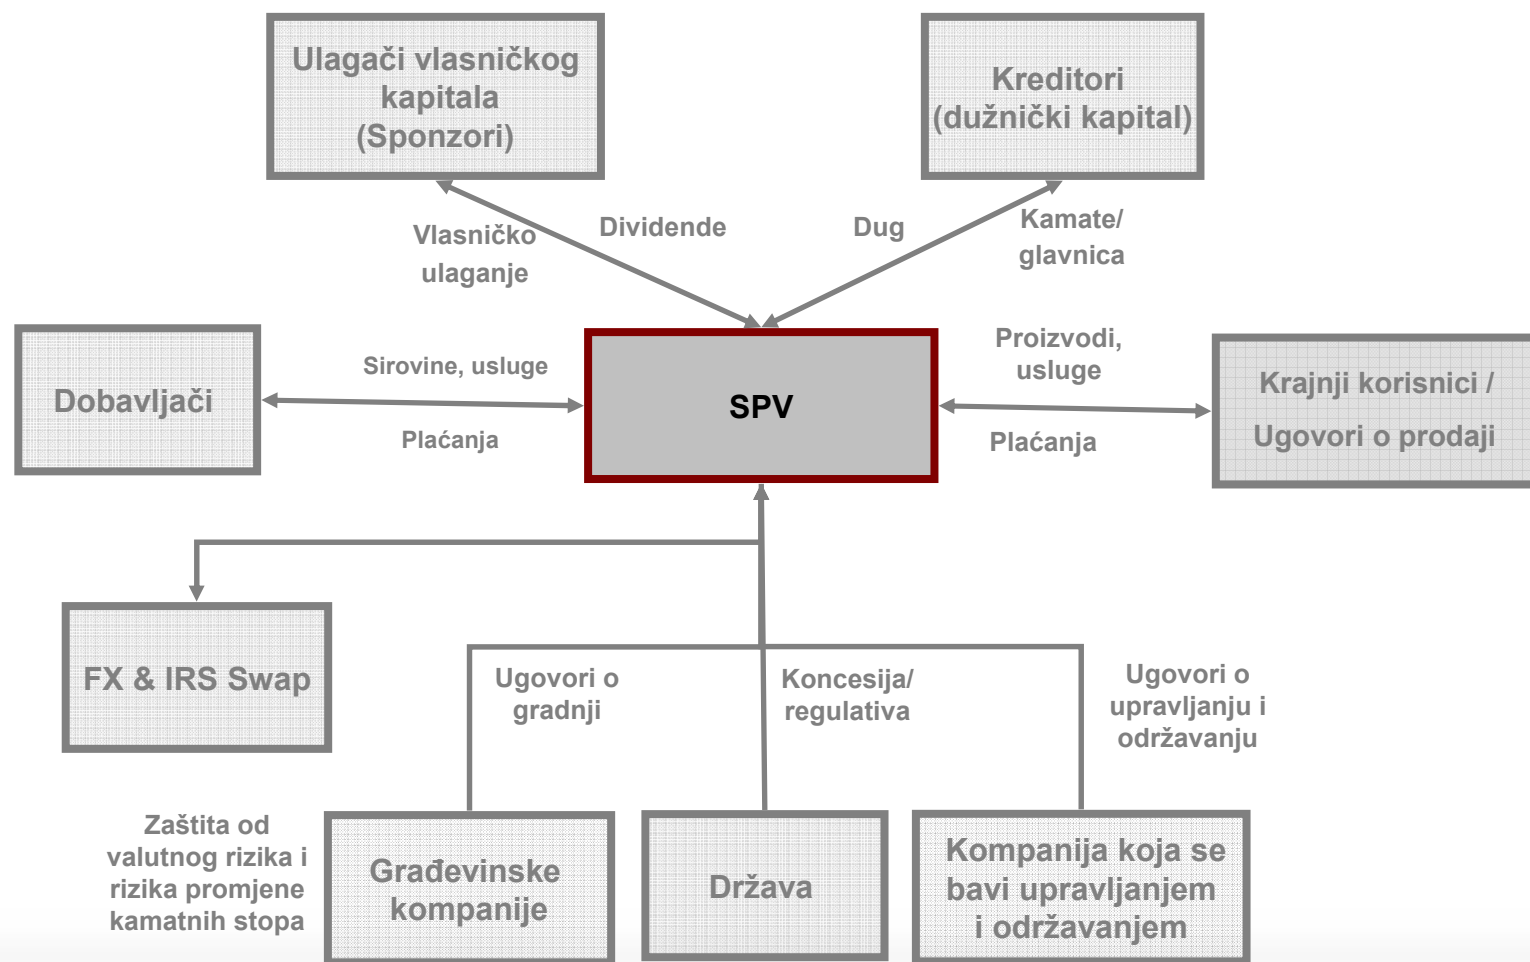 Ulagači vlasničkog
kapitala
(Sponzori)
Kreditori
(dužnički kapital)
Vlasničko
ulaganje
Dividende
Dug
Kamate/
glavnica
Dobavljači
Sirovine, usluge
Plaćanja
SPV
Proizvodi,
usluge
Plaćanja
Krajnji korisnici /
Ugovori o prodaji
FX & IRS Swap
Zaštita od
valutnog rizika i
rizika promjene
kamatnih stopa
Ugovori o
gradnji
Koncesija/
regulativa
Ugovori o
upravljanju i
održavanju
Građevinske
kompanije
Država
Kompanija koja se
bavi upravljanjem
i održavanjem